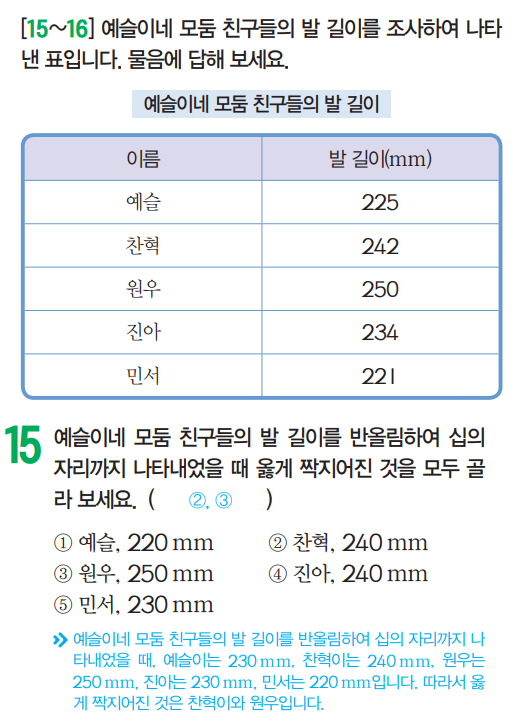 [15~16] 예슬이네 모둠 친구들의 발 길이를 조사하여 나타
낸 표입니다. 물음에 답해 보세요.
예슬이네 모둠 친구들의 발 길이
이름 발 길이(mm)
예슬 225
찬혁 242
원우 250
진아 234
민서 221
15 예슬이네 모둠 친구들의 발 길이를 반올림하여 십의
자리까지 나타내었을 때 옳게 짝지어진 것을 모두 골
라 보세요. ( ②, ③ )
① 예슬, 220 mm ② 찬혁, 240 mm
③ 원우, 250 mm ④ 진아, 240 mm
⑤ 민서, 230 mm
예슬이네 모둠 친구들의 발 길이를 반올림하여 십의 자리까지 나
타내었을 때, 예슬이는 230 mm, 찬혁이는 240 mm, 원우는
250 mm, 진아는 230 mm, 민서는 220 mm입니다. 따라서 옳
게 짝지어진 것은 찬혁이와 원우입니다.